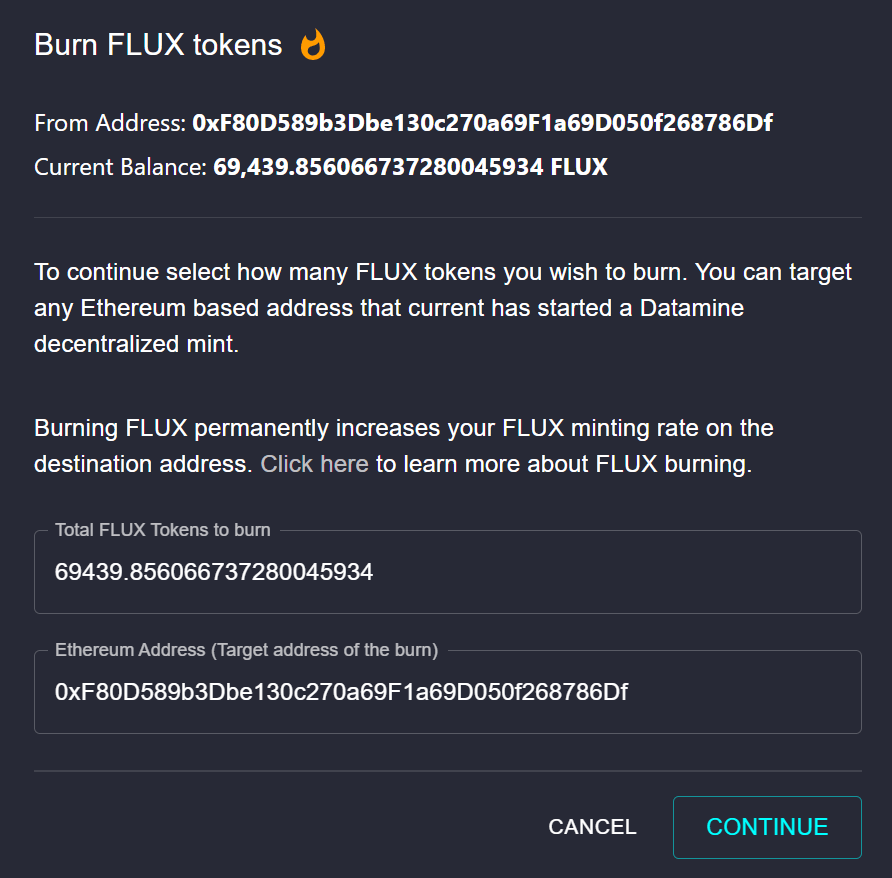 Burn FLUX tokens
From Address: 0xF80D589b3Dbe130c270a69F1a69D050f268786Df
Current Balance: 69,439.856066737280045934 FLUX
To continue select how many FLUX tokens you wish to burn. You can target
any Ethereum based address that current has started a Datamine
decentralized mint.
Burning FLUX permanently increases your FLUX minting rate on the
destination address. Click here to learn more about FLUX burning.
Total FLUX Tokens to burn
69439.856066737280045934
Ethereum Address (Target address of the burn)
0xF80D589b3Dbe130c270a69F1a69D050f268786Df
CANCEL
CONTINUE